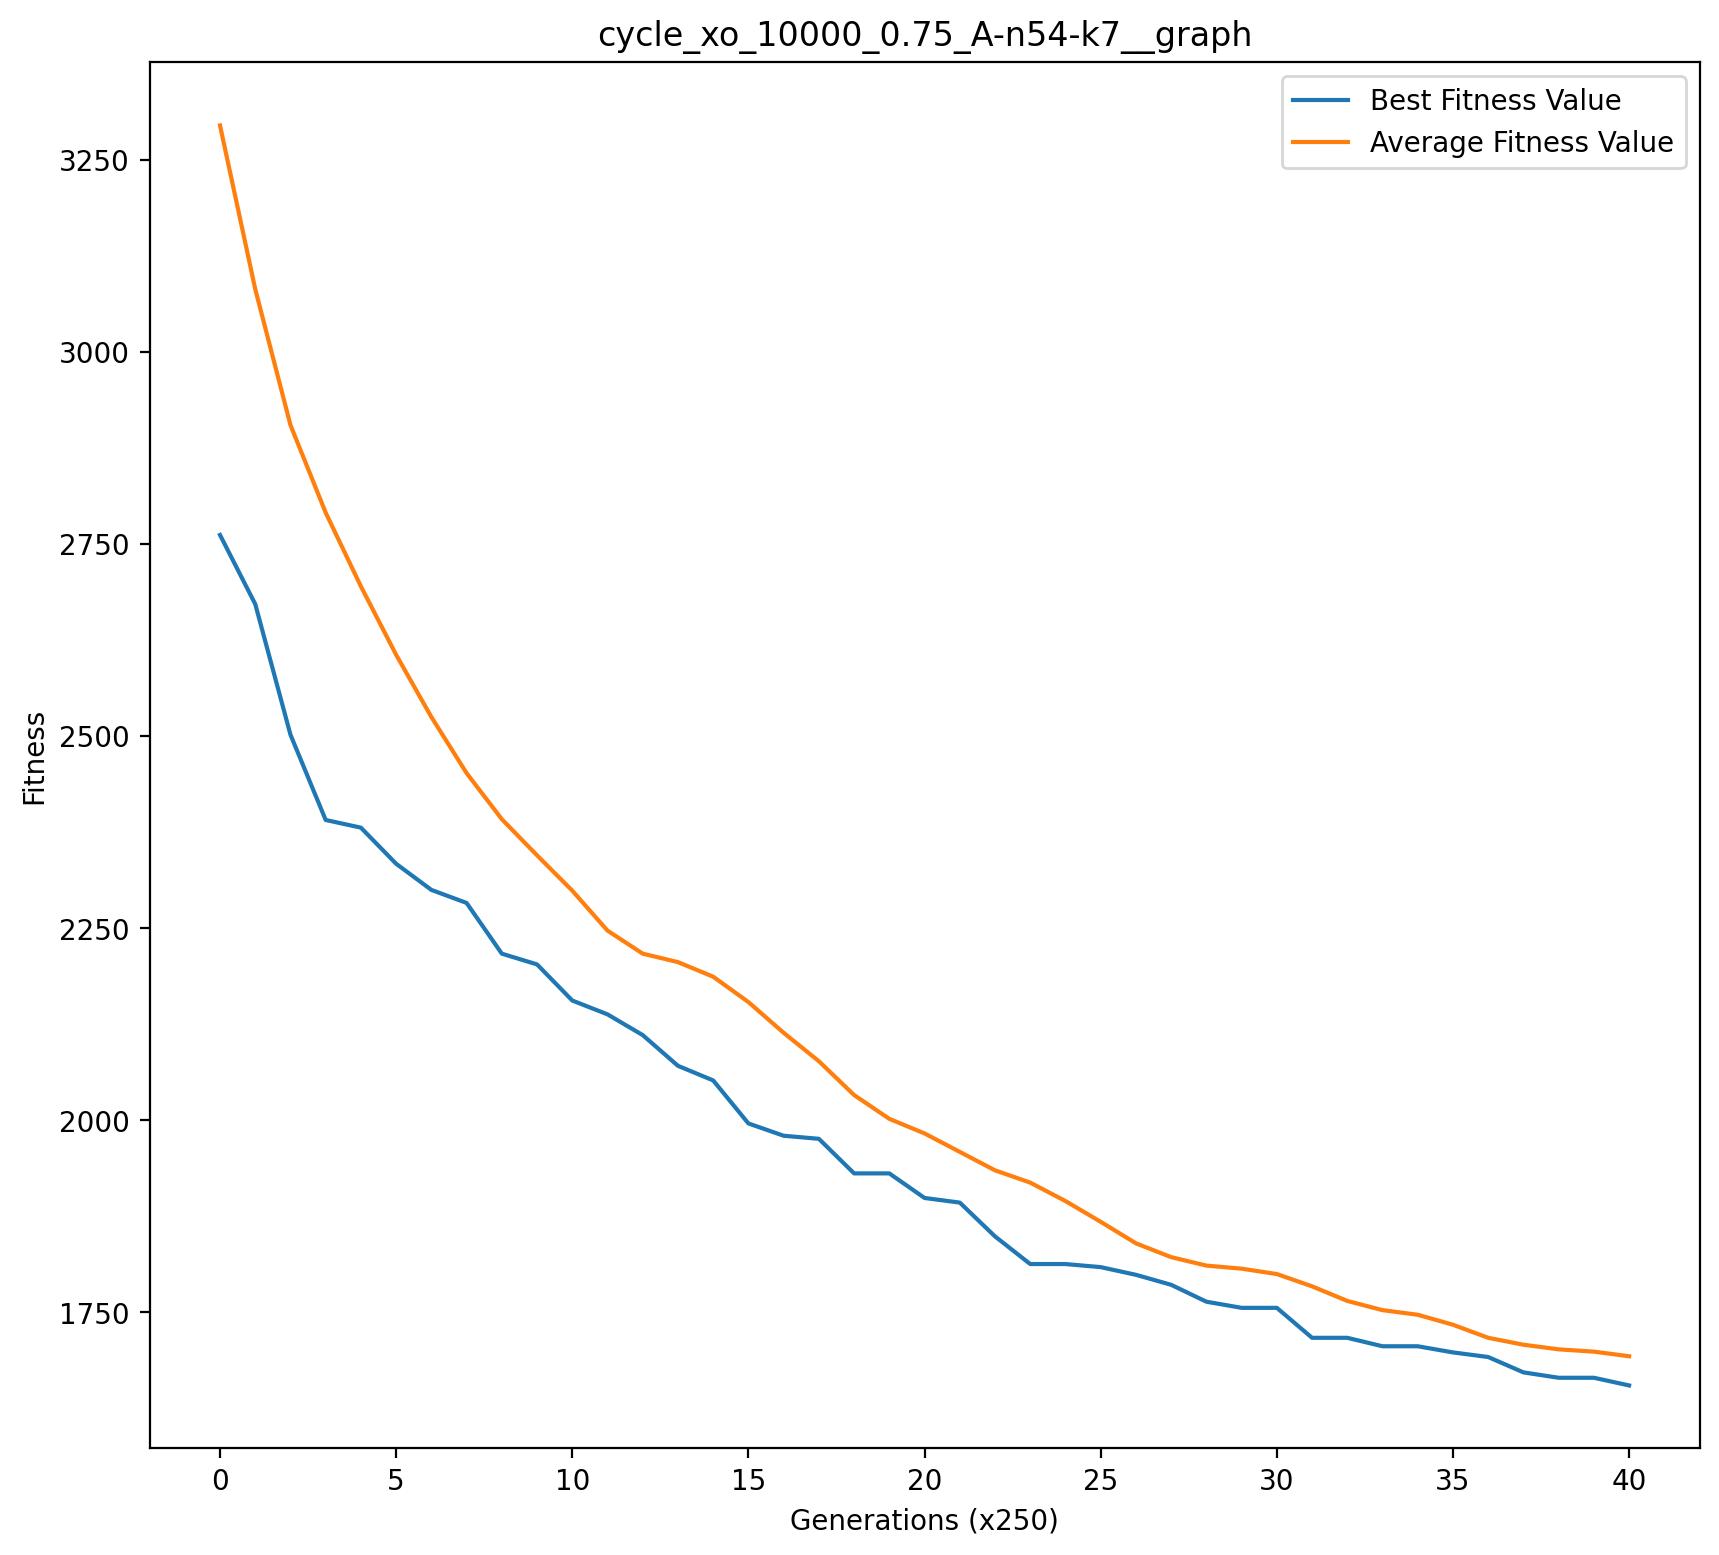 cycle_xo_10000_0.75_A-n54-k7__graph
Best Fitness Value
Average Fitness Value
3250
3000
2750
2500
2250
2000
1750
Fitness
0 5 10 15 20 25 30 35 40
Generations (x250)